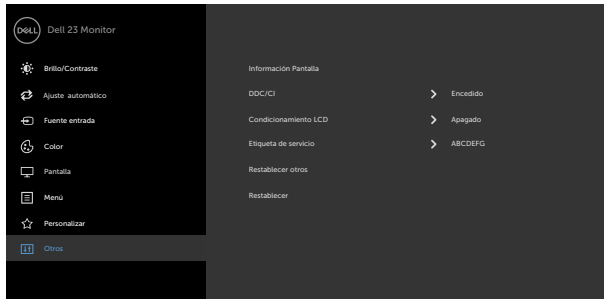 DELL Dell 23 Monitor
Brillo/Contraste
Información Pantalla
Ajuste automático
DDC/CI Encedido
Fuente entrada
Condicionamiento LCD Apagado
Color
Etiqueta de servicio ABCDEFG
Pantalla
Restablecer otros
Menú
Restablecer
Personalizar
Otros